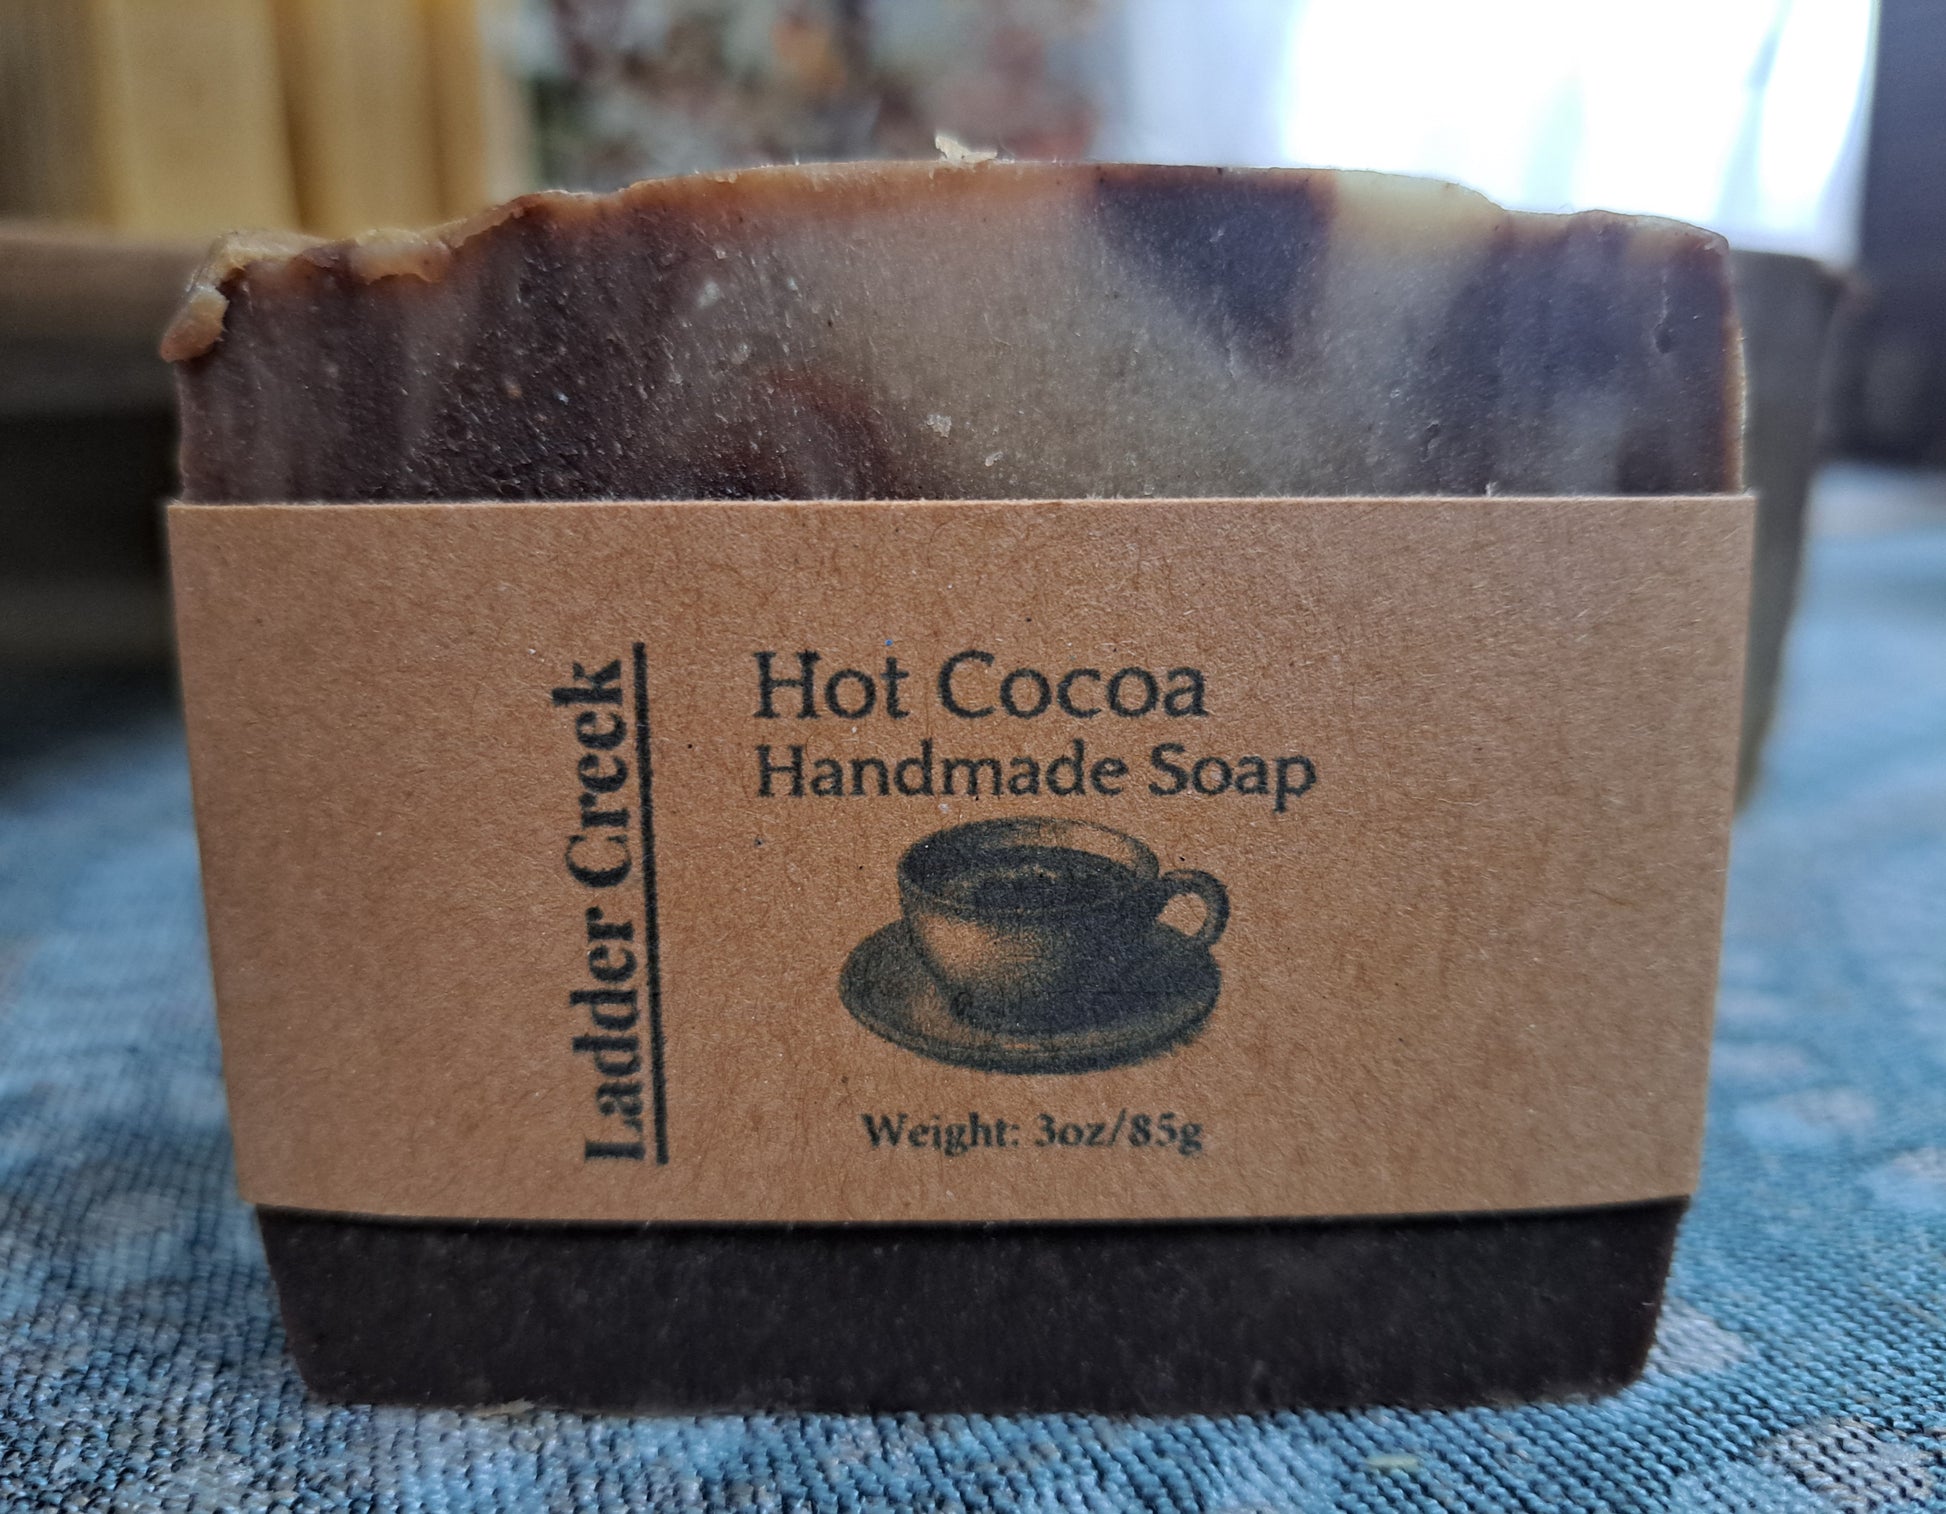 Ladder Creek
Hot Cocoa
Handmade Soap
Weight: 3oz/85g